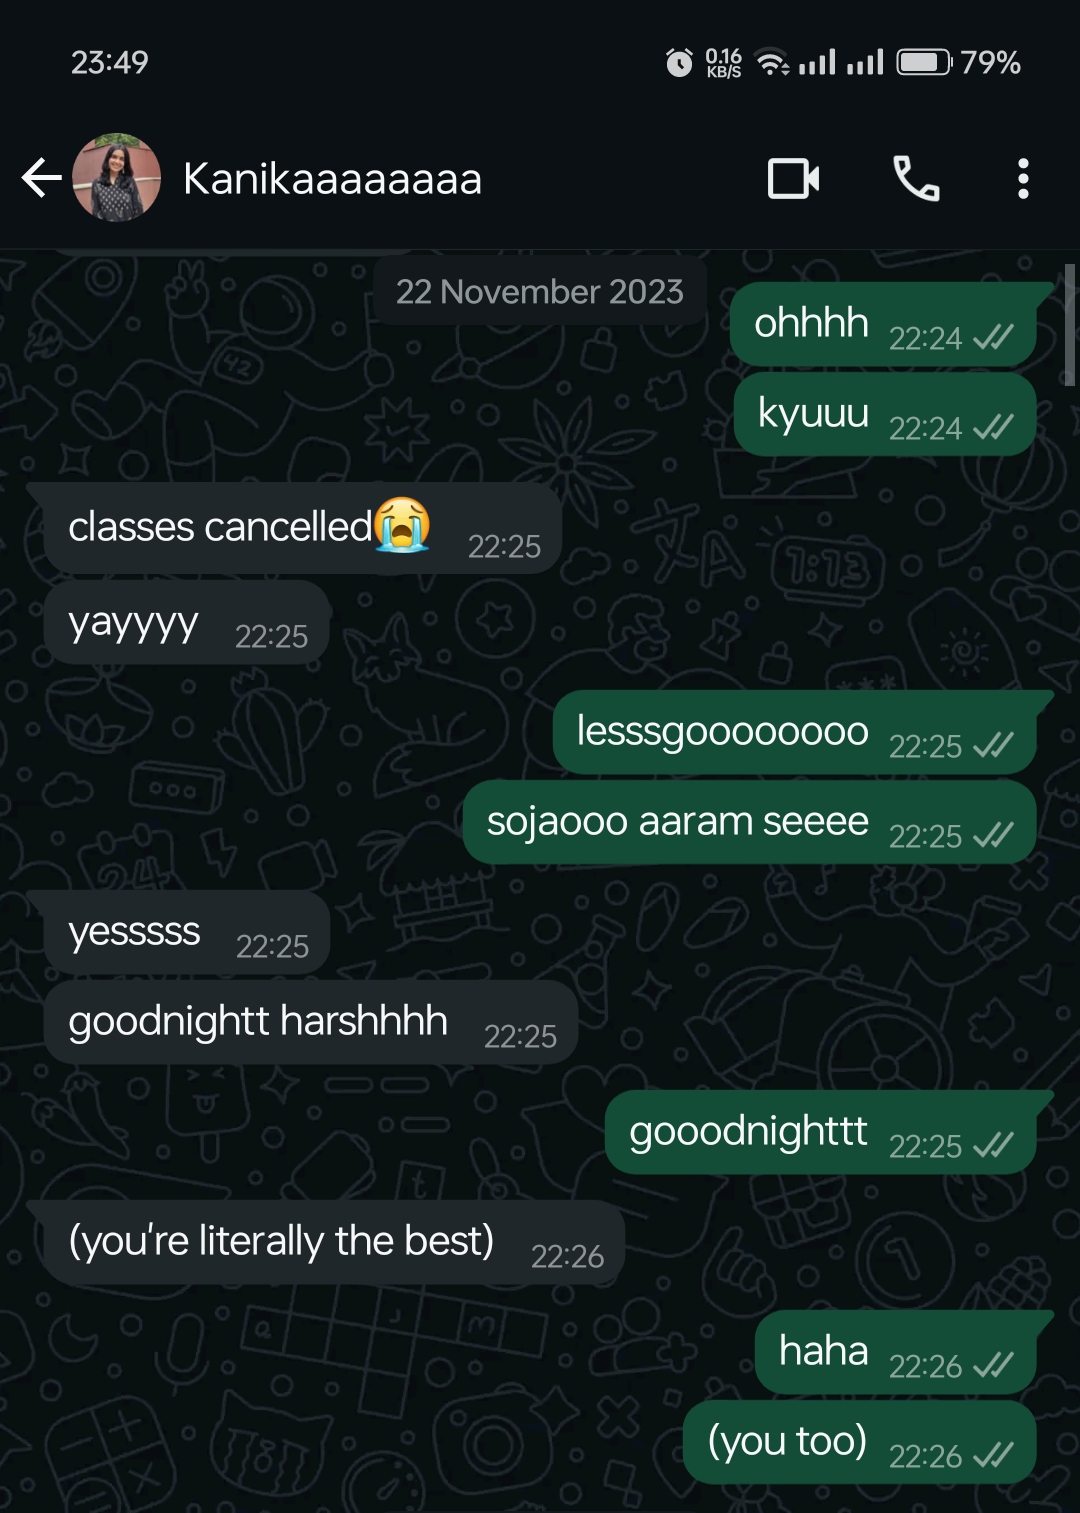 23:49
0.16
KB/S
79%
Kanikaaaaaaaa
22 November 2023
ohhhh 22:24
kyuuu 22:24
classes cancelled😭 22:25
yayyyy 22:25
lesssgoooooooo 22:25
sojaooo aaram seeee 22:25
yesssss 22:25
goodnightt harshhhh 22:25
gooodnighttt 22:25
(you're literally the best) 22:26
haha 22:26
(you too) 22:26